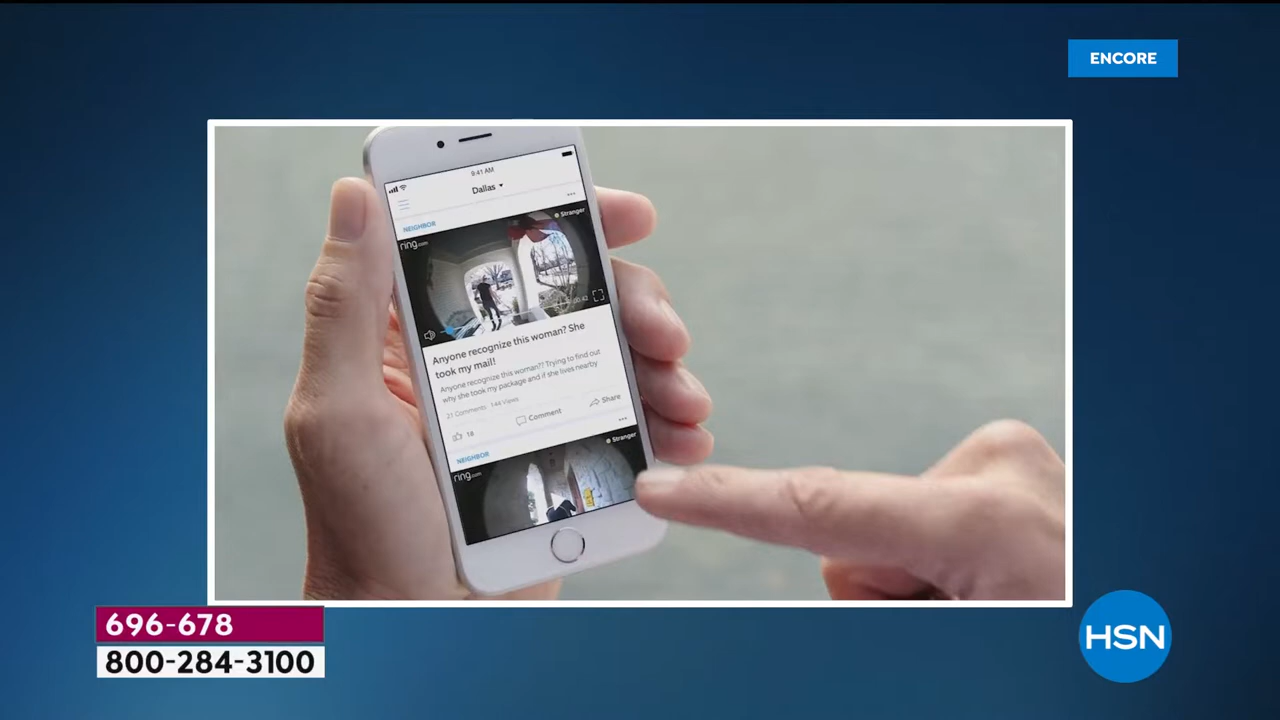 ENCORE
9:41 AM
Dallas
NEIGHBOR
ring.com
Stranger
00:42
Anyone recognize this woman? She
took my mail!
Anyone recognize this woman?? Trying to find out
why she took my package and if she lives nearby
21 Comments 144 Views
18
Comment
Share
NEIGHBOR
ring.com
Stranger
696-678
800-284-3100
HSN